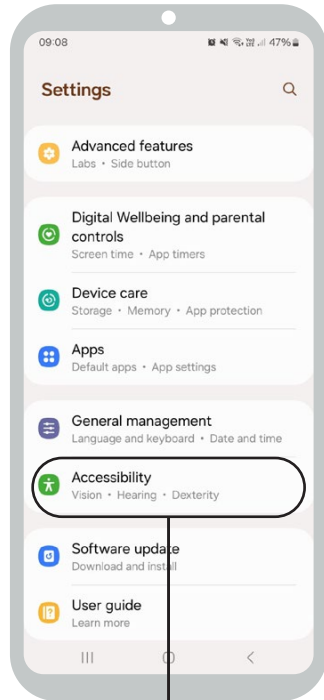 09:08 47%
Settings
Advanced features
Labs • Side button
Digital Wellbeing and parental
controls
Screen time • App timers
Device care
Storage • Memory • App protection
Apps
Default apps • App settings
General management
Language and keyboard • Date and time
Accessibility
Vision • Hearing • Dexterity
Software update
Download and install
User guide
Learn more